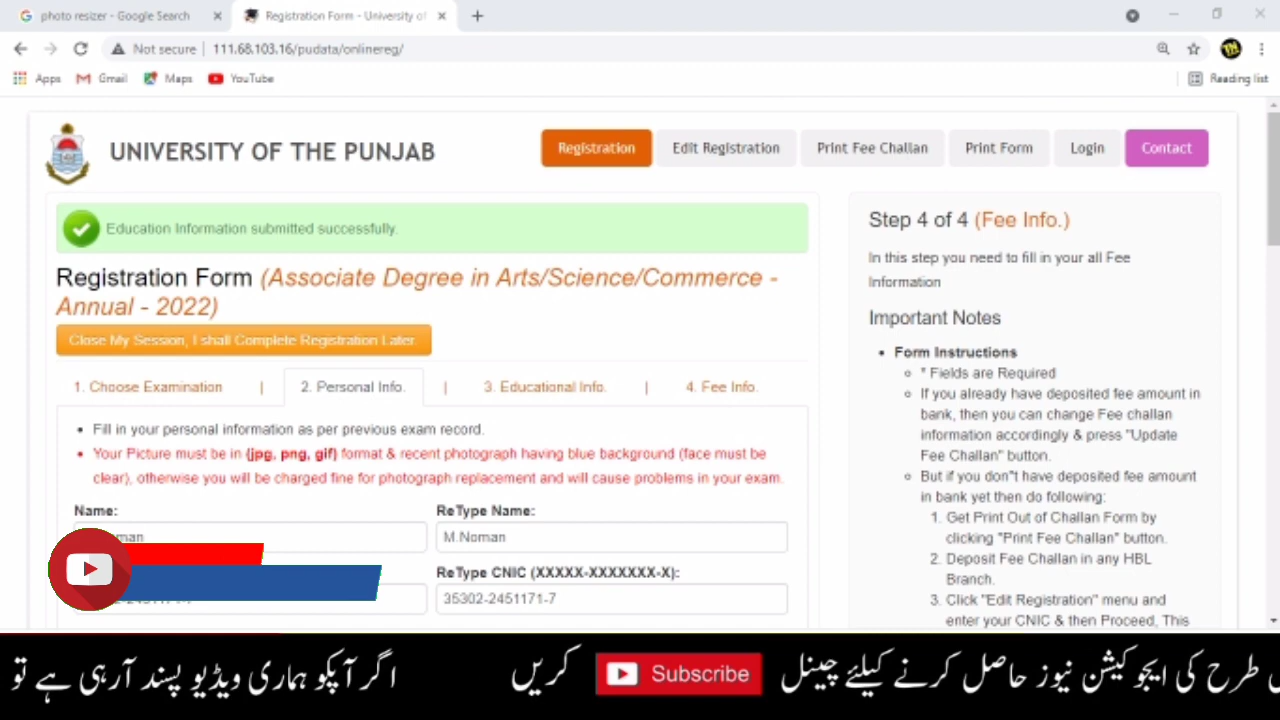 photo resizer - Google Search
Registration Form - University of
Not secure | 111.68.103.16/pudata/onlinereg/
Apps Gmail Maps YouTube Reading list
UNIVERSITY OF THE PUNJAB
Registration Edit Registration Print Fee Challan Print Form Login Contact
Education Information submitted successfully.
Registration Form (Associate Degree in Arts/Science/Commerce -
Annual - 2022)
Close My Session, I shall Complete Registration Later
1. Choose Examination | 2. Personal Info. | 3. Educational Info. | 4. Fee Info.
Fill in your personal information as per previous exam record.
Your Picture must be in (jpg, png, gif) format & recent photograph having blue background (face must be
clear), otherwise you will be charged fine for photograph replacement and will cause problems in your exam.
Name: ReType Name:
M.Noman
ReType CNIC (XXXXX-XXXXXXX-X):
35302-2451171-7
Step 4 of 4 (Fee Info.)
In this step you need to fill in your all Fee
Information
Important Notes
Form Instructions
* Fields are Required
If you already have deposited fee amount in
bank, then you can change Fee challan
information accordingly & press "Update
Fee Challan" button.
But if you don"t have deposited fee amount
in bank yet then do following:
1. Get Print Out of Challan Form by
clicking "Print Fee Challan" button.
2. Deposit Fee Challan in any HBL
Branch.
3. Click "Edit Registration" menu and
enter your CNIC & then Proceed, This
طرح کی ایجوکیشن نیوز حاصل کرنے کیلئے چینل Subscribe کریں
اگر آپکو ہماری ویڈیو پسند آرہی ہے تو